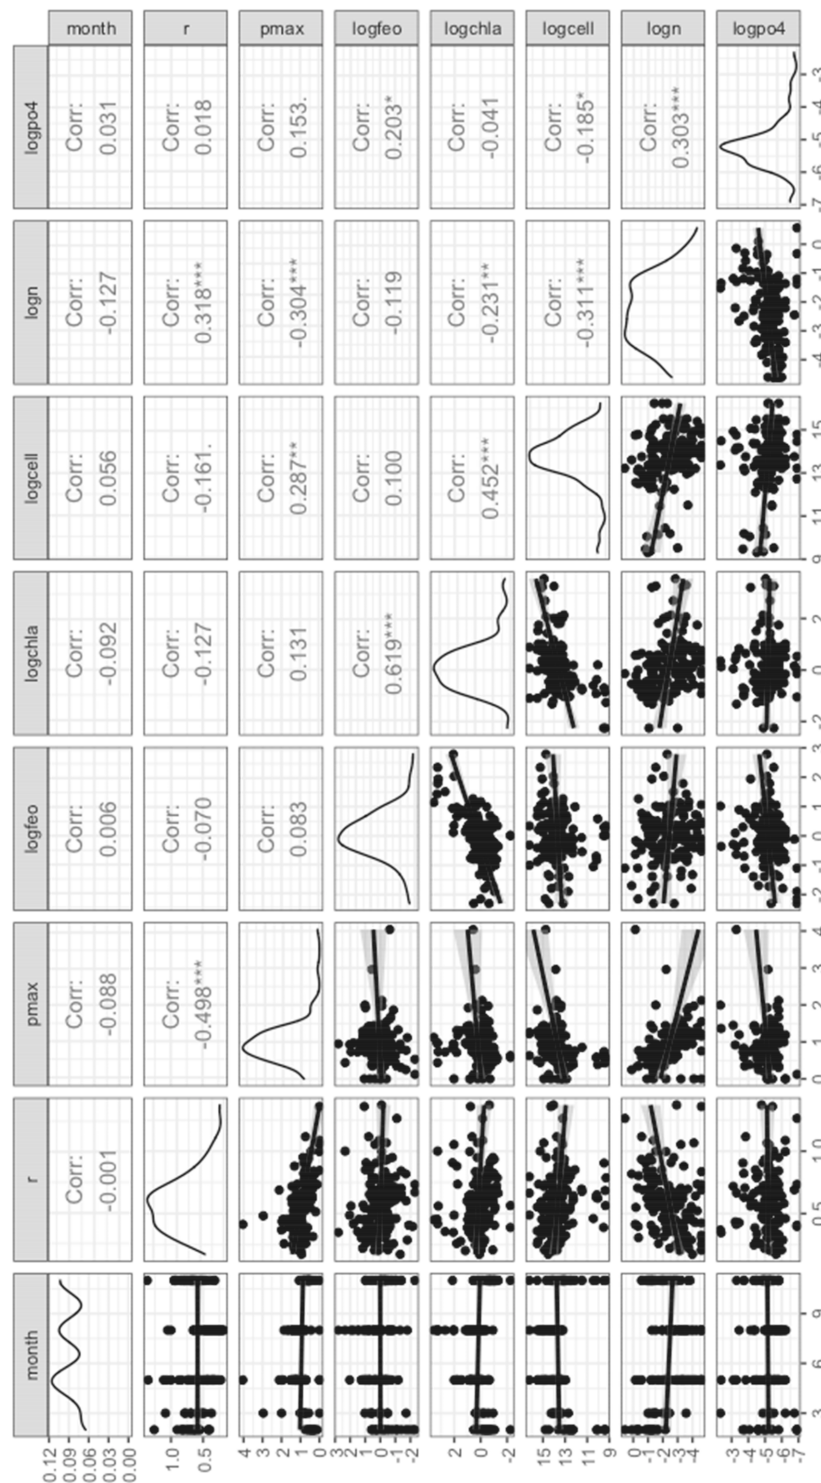 month r pmax logfeo logchla logcell logn logpo4
0.12
0.09
0.06
0.03
0.00
Corr: Corr: Corr: Corr: Corr: Corr: Corr:
-0.001 -0.088 0.006 -0.092 0.056 -0.127 0.031
month
1.0
0.5
Corr: Corr: Corr: Corr: Corr: Corr:
-0.498*** -0.070 -0.127 -0.161. 0.318*** 0.018
r
4
3
2
1
0
Corr: Corr: Corr: Corr: Corr:
0.083 0.131 0.287** -0.304*** 0.153.
pmax
3
2
1
0
-1
-2
Corr: Corr: Corr: Corr:
0.619*** 0.100 -0.119 0.203*
logfeo
2
0
-2
Corr: Corr: Corr:
0.452*** -0.231** -0.041
logchla
15
13
11
9
Corr: Corr:
-0.311*** -0.185*
logcell
0
-1
-2
-3
-4
Corr:
0.303***
logn
-3
-4
-5
-6
-7
logpo4
3 6 9 0.5 1.0 0 1 2 3 4 -2 -1 0 1 2 3 -2 0 2 9 11 13 15 -4 -3 -2 -1 0 -7 -6 -5 -4 -3